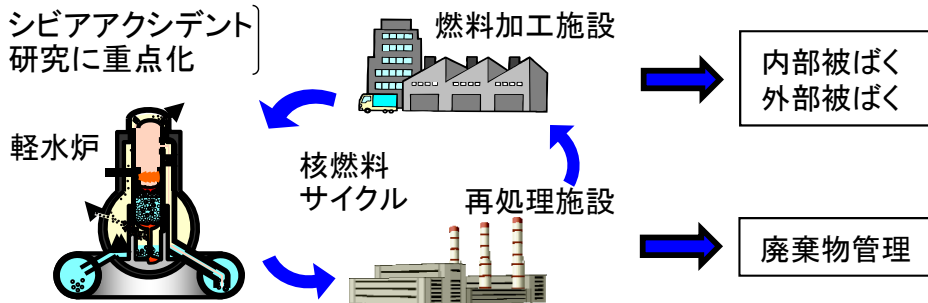 シビアアクシデント
研究に重点化
燃料加工施設
内部被ばく
外部被ばく
軽水炉
核燃料
サイクル
再処理施設
廃棄物管理